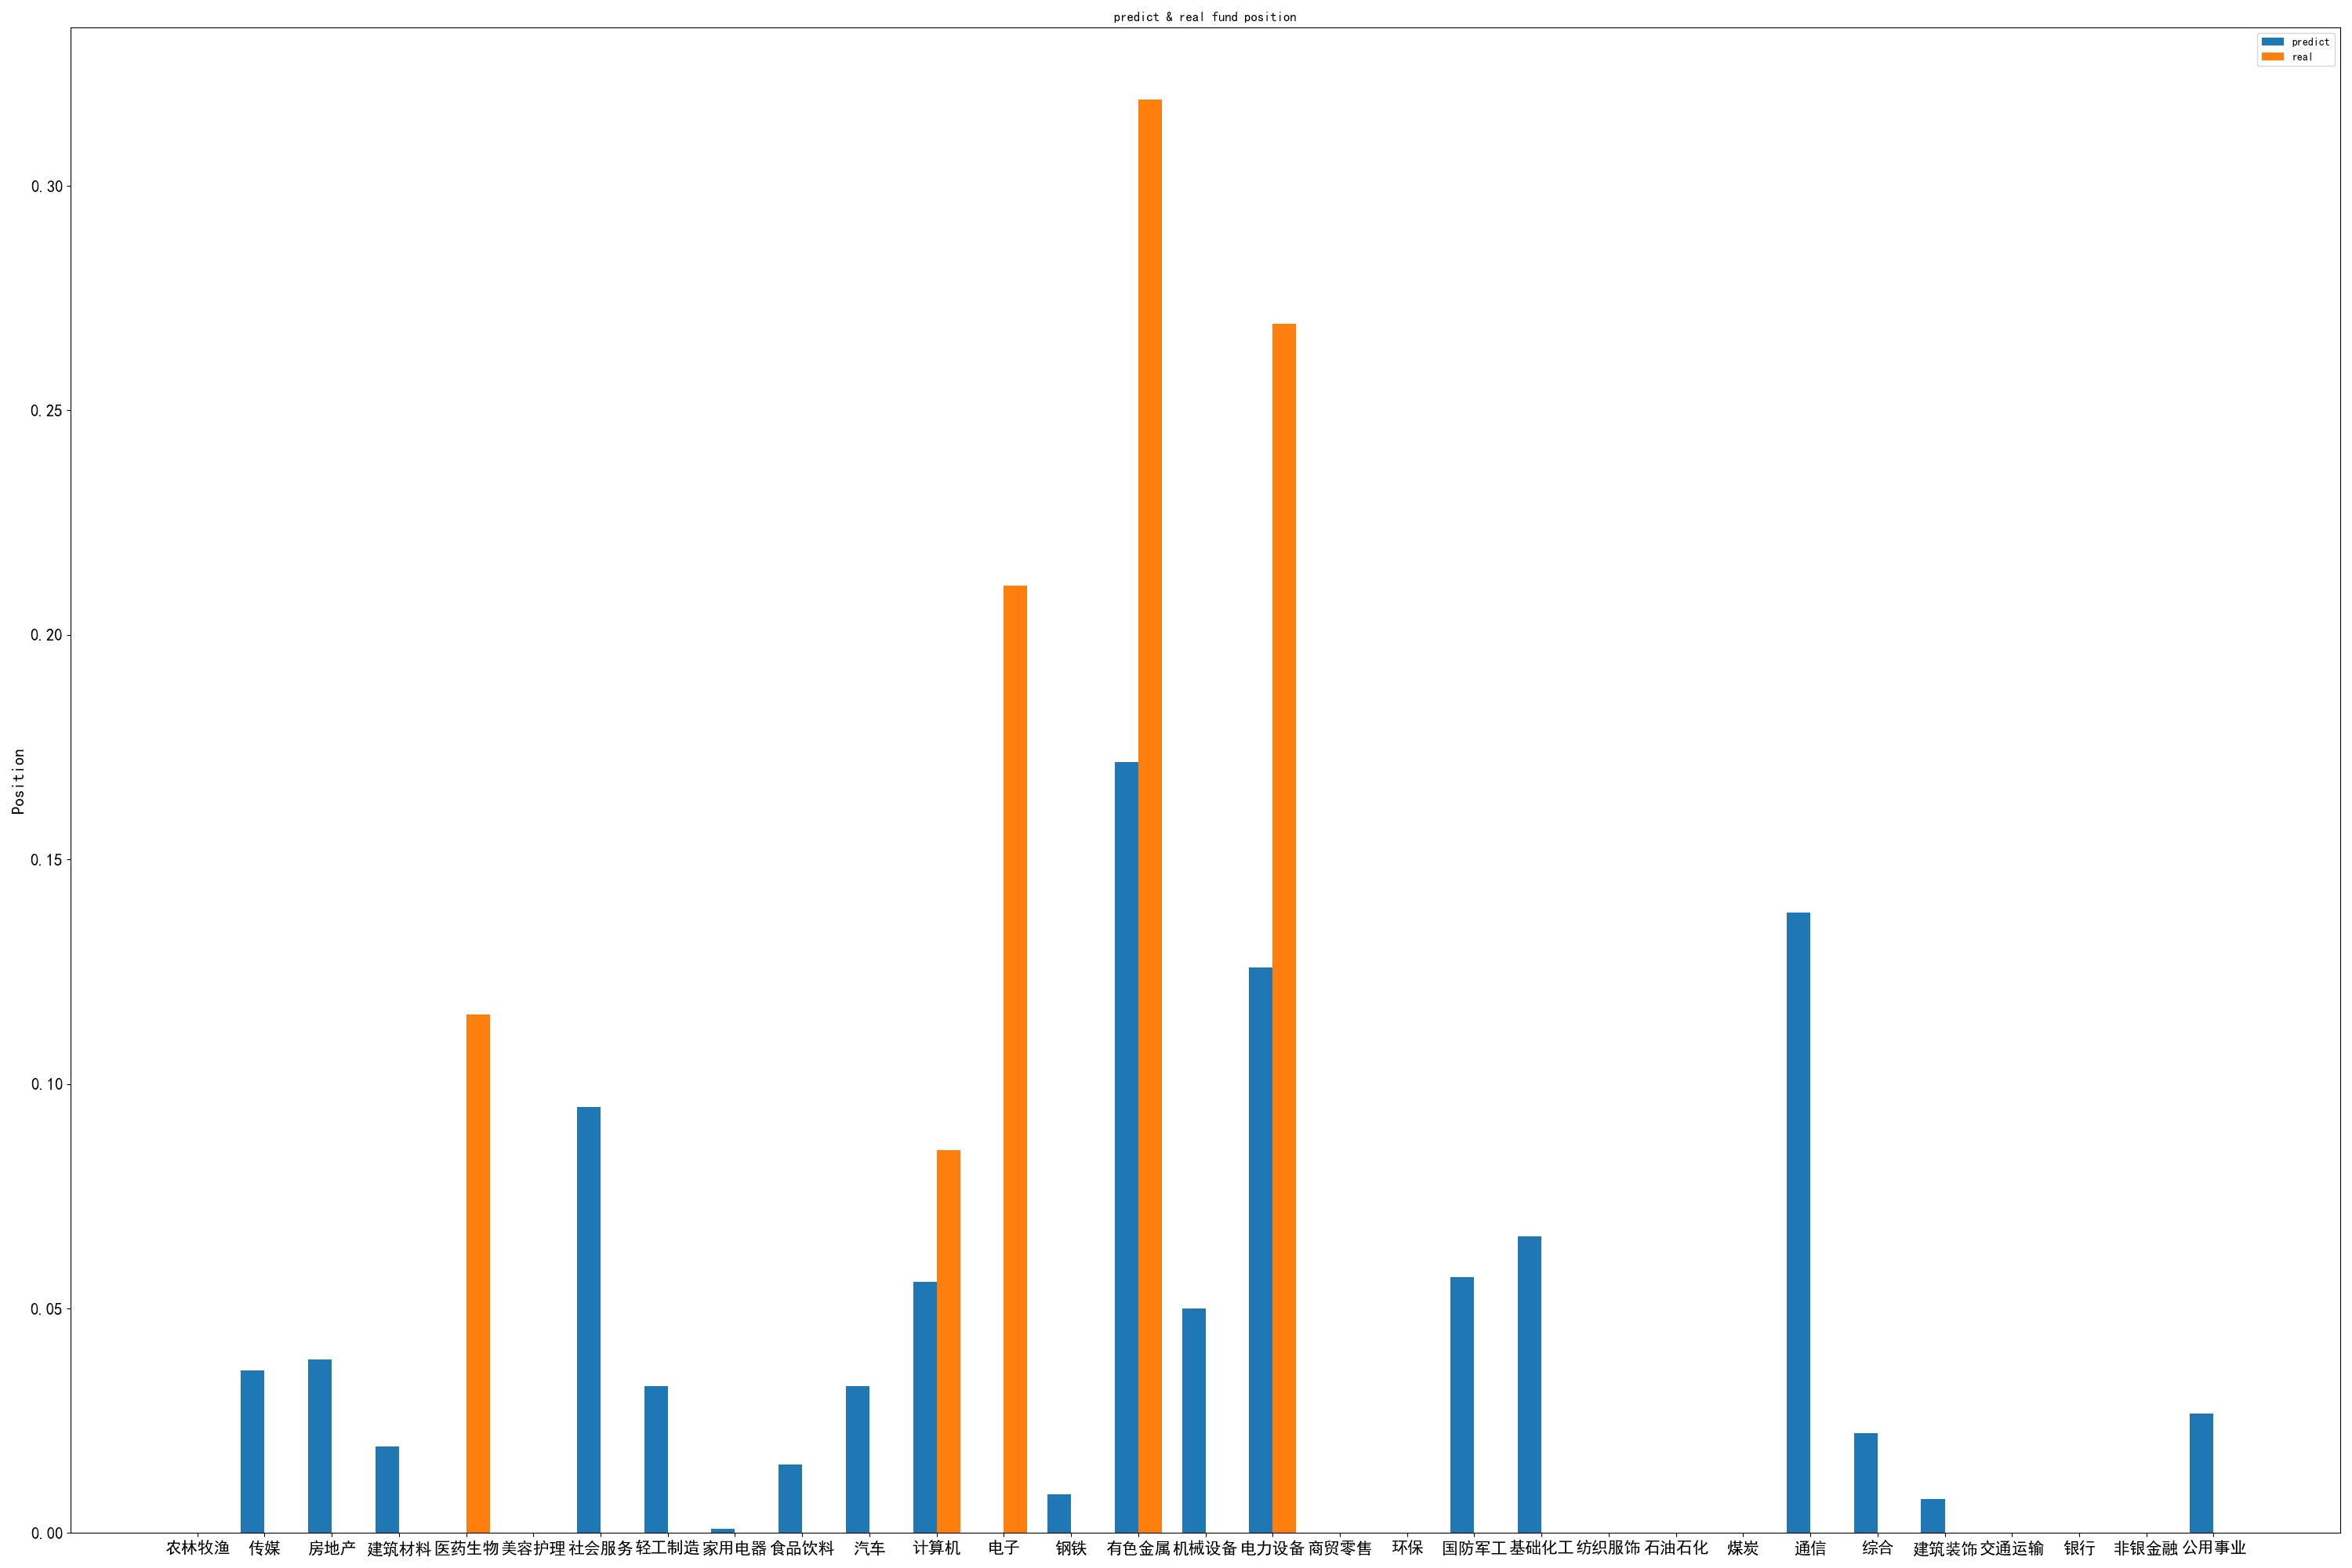 predict & real fund position
predict
real
0.30
0.25
0.20
0.15
0.10
0.05
0.00
Position
农林牧渔 传媒 房地产 建筑材料 医药生物 美容护理 社会服务 轻工制造 家用电器 食品饮料 汽车 计算机 电子 钢铁 有色金属 机械设备 电力设备 商贸零售 环保 国防军工 基础化工 纺织服饰 石油石化 煤炭 通信 综合 建筑装饰 交通运输 银行 非银金融 公用事业